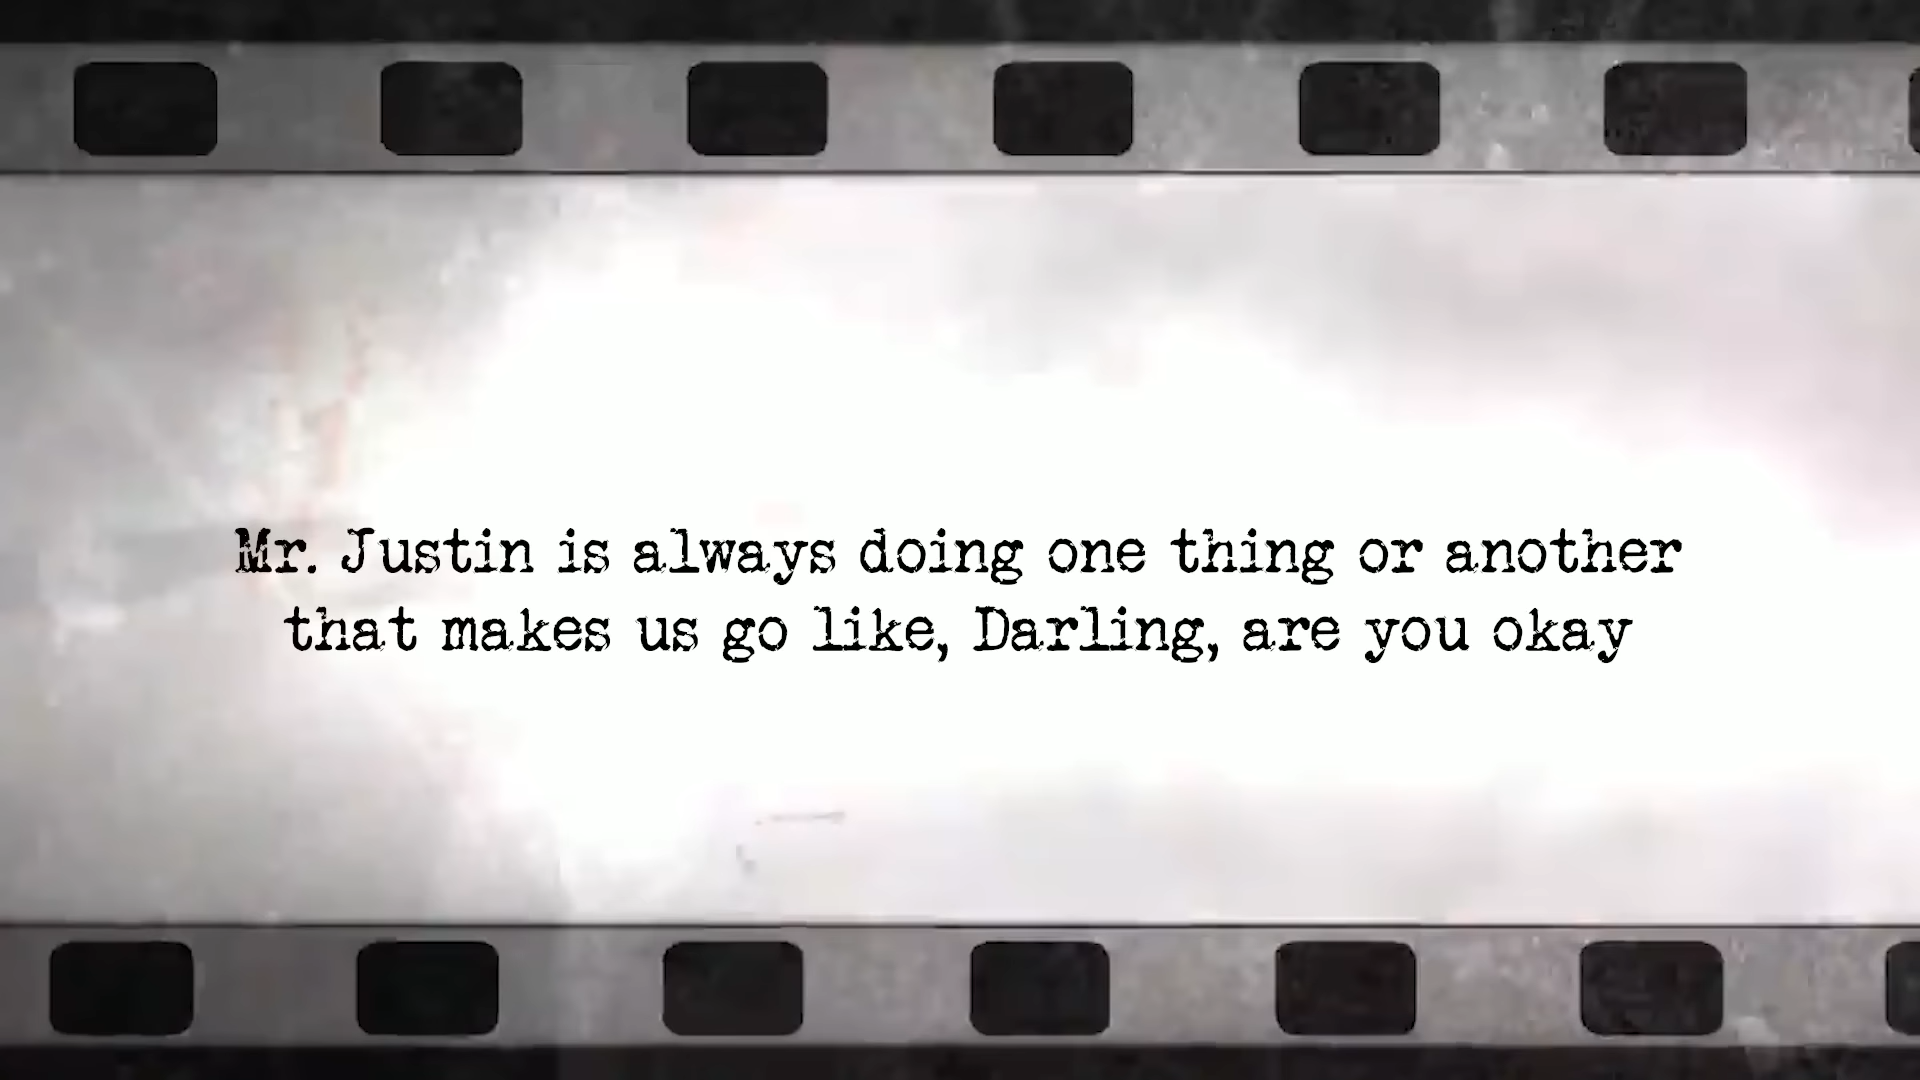 Mr. Justin is always doing one thing or another
that makes us go like, Darling, are you okay